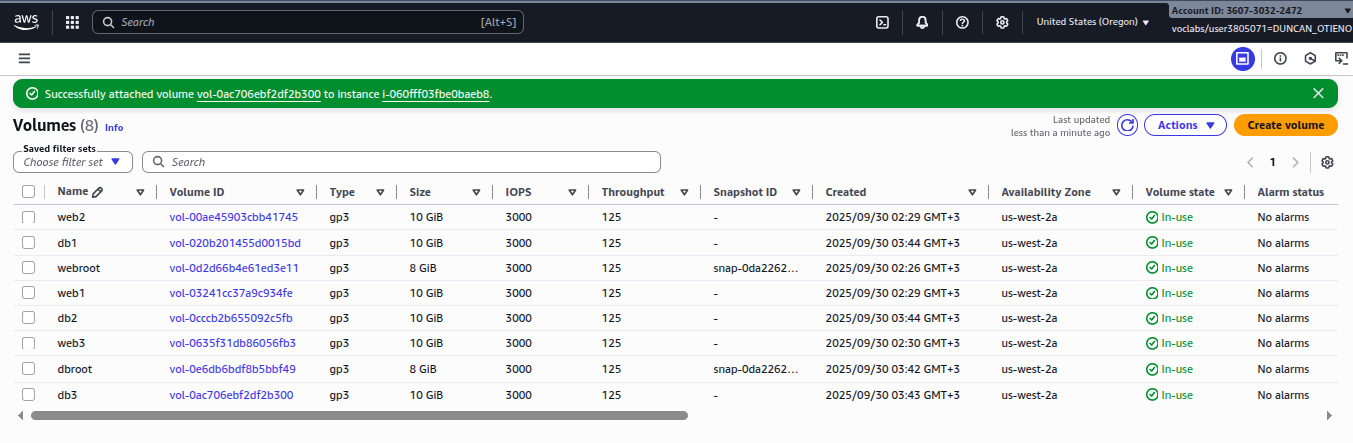 aws Search [Alt+S] United States (Oregon) Account ID: 3607-3032-2472
voclabs/user3805071=DUNCAN_OTIENO
Successfully attached volume vol-0ac706ebf2df2b300 to instance i-060fff03fbe0baeb8.
Volumes (8) Info
Last updated
less than a minute ago
Actions
Create volume
Saved filter sets
Choose filter set
Search
1
Name Volume ID Type Size IOPS Throughput Snapshot ID Created Availability Zone Volume state Alarm status
web2 vol-00ae45903cbb41745 gp3 10 GiB 3000 125 - 2025/09/30 02:29 GMT+3 us-west-2a In-use No alarms
db1 vol-020b201455d0015bd gp3 10 GiB 3000 125 - 2025/09/30 03:44 GMT+3 us-west-2a In-use No alarms
webroot vol-0d2d66b4e61ed3e11 gp3 8 GiB 3000 125 snap-0da2262... 2025/09/30 02:26 GMT+3 us-west-2a In-use No alarms
web1 vol-03241cc37a9c934fe gp3 10 GiB 3000 125 - 2025/09/30 02:29 GMT+3 us-west-2a In-use No alarms
db2 vol-0cccb2b655092c5fb gp3 10 GiB 3000 125 - 2025/09/30 03:44 GMT+3 us-west-2a In-use No alarms
web3 vol-0635f31db86056fb3 gp3 10 GiB 3000 125 - 2025/09/30 02:30 GMT+3 us-west-2a In-use No alarms
dbroot vol-0e6db6bdf8b5bbf49 gp3 8 GiB 3000 125 snap-0da2262... 2025/09/30 03:42 GMT+3 us-west-2a In-use No alarms
db3 vol-0ac706ebf2df2b300 gp3 10 GiB 3000 125 - 2025/09/30 03:43 GMT+3 us-west-2a In-use No alarms